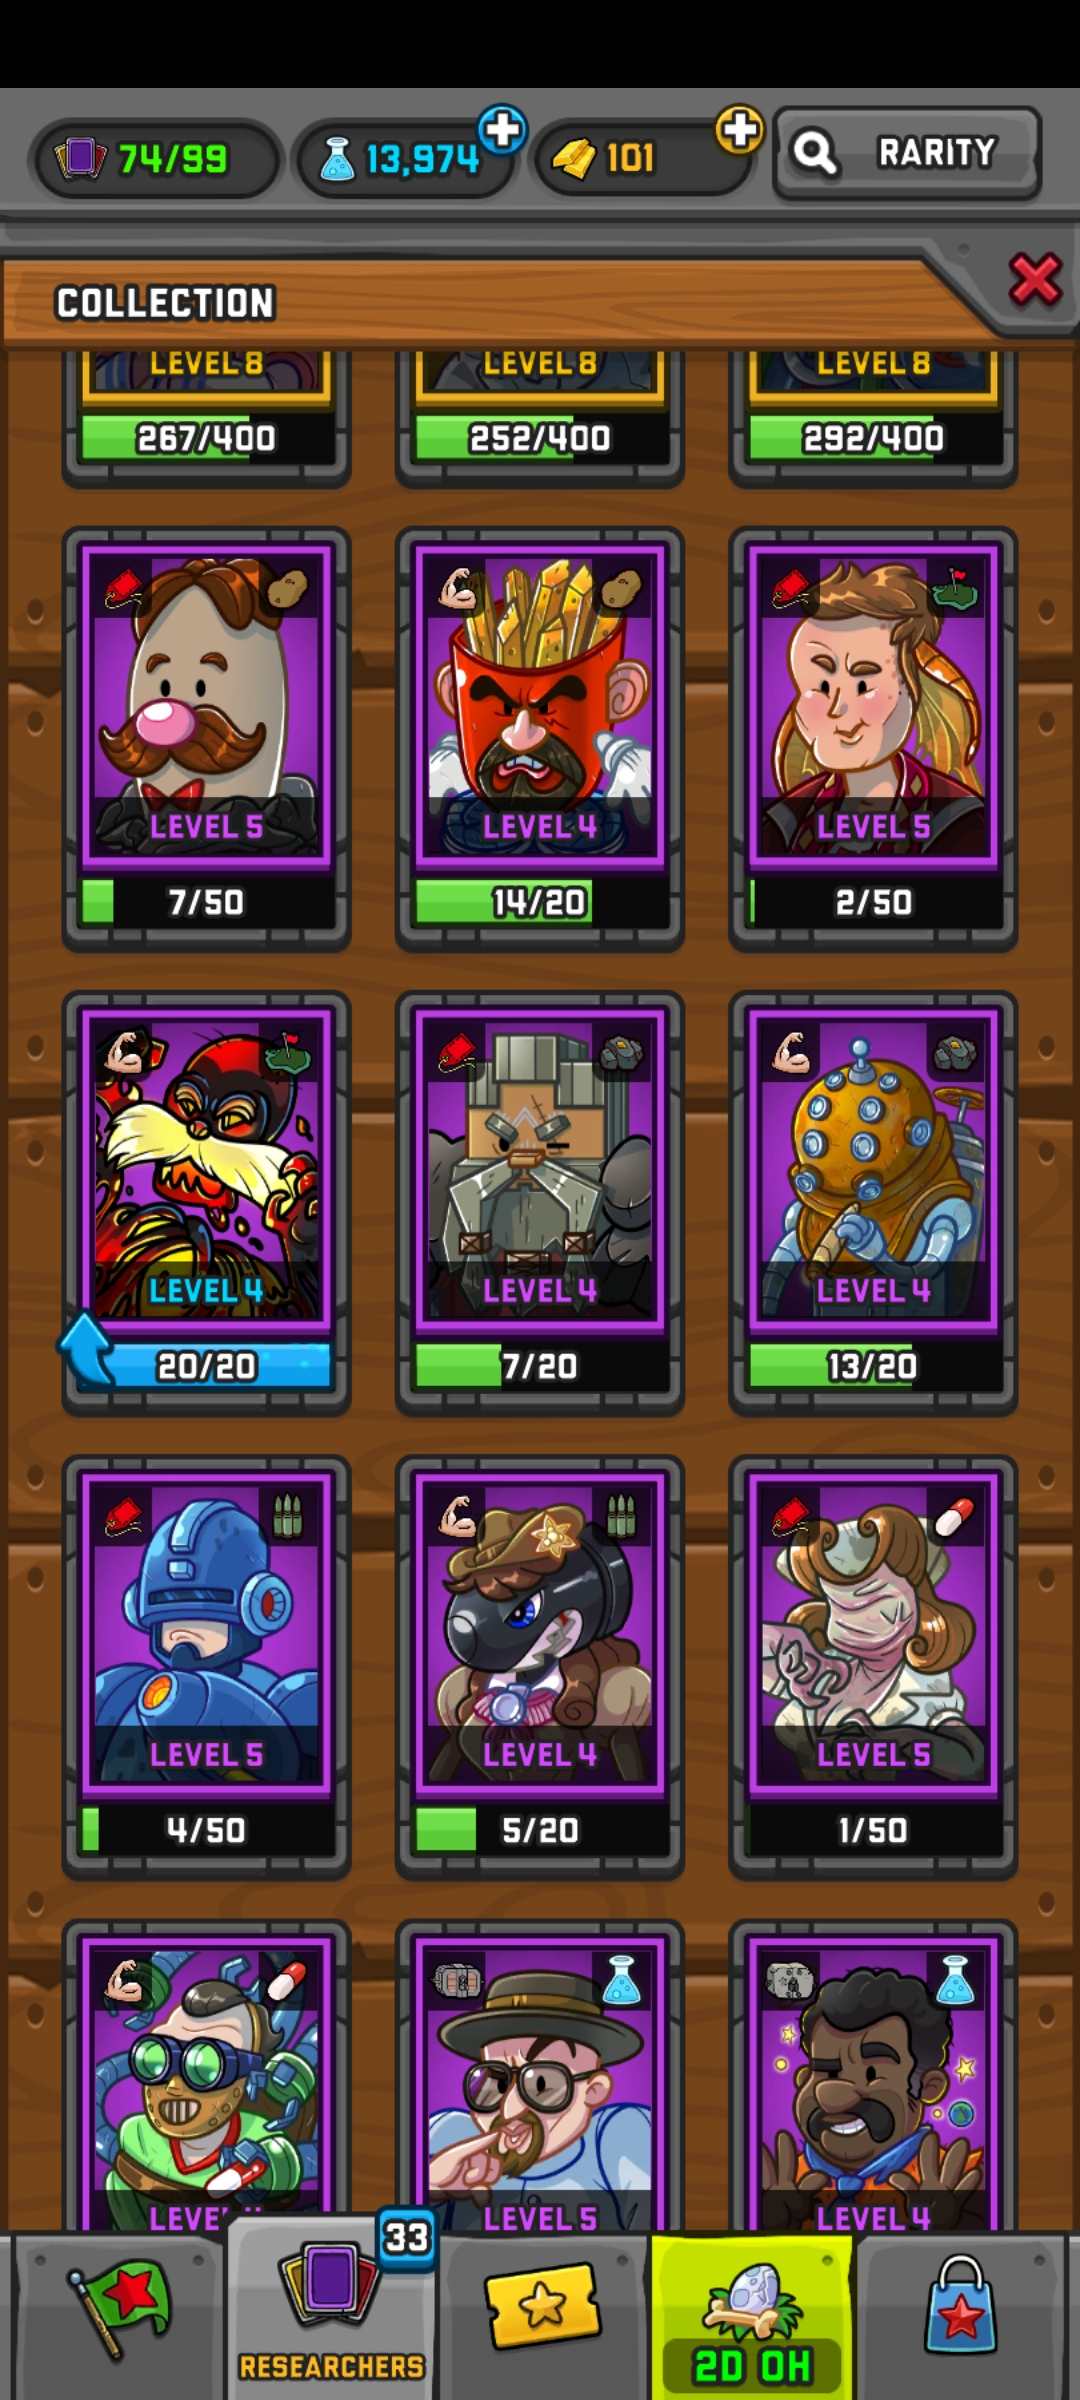 74/99
13,974
101
RARITY
COLLECTION
LEVEL 8
LEVEL 8
LEVEL 8
267/400
252/400
292/400
LEVEL 5
LEVEL 4
LEVEL 5
7/50
14/20
2/50
LEVEL 4
LEVEL 4
LEVEL 4
20/20
7/20
13/20
LEVEL 5
LEVEL 4
LEVEL 5
4/50
5/20
1/50
LEVEL 4
LEVEL 5
LEVEL 4
33
RESEARCHERS
2D 0H